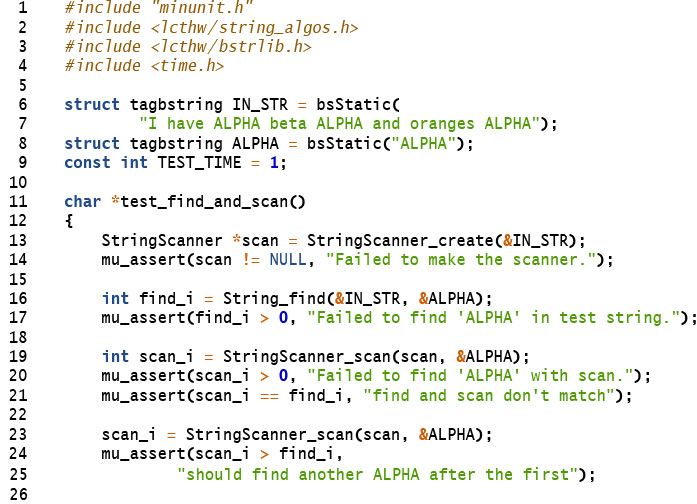 1 #include "minunit.h"
2 #include <lcthw/string_algos.h>
3 #include <lcthw/bstrlib.h>
4 #include <time.h>
5
6 struct tagbstring IN_STR = bsStatic(
7 "I have ALPHA beta ALPHA and oranges ALPHA");
8 struct tagbstring ALPHA = bsStatic("ALPHA");
9 const int TEST_TIME = 1;
10
11 char *test_find_and_scan()
12 {
13 StringScanner *scan = StringScanner_create(&IN_STR);
14 mu_assert(scan != NULL, "Failed to make the scanner.");
15
16 int find_i = String_find(&IN_STR, &ALPHA);
17 mu_assert(find_i > 0, "Failed to find 'ALPHA' in test string.");
18
19 int scan_i = StringScanner_scan(scan, &ALPHA);
20 mu_assert(scan_i > 0, "Failed to find 'ALPHA' with scan.");
21 mu_assert(scan_i == find_i, "find and scan don't match");
22
23 scan_i = StringScanner_scan(scan, &ALPHA);
24 mu_assert(scan_i > find_i,
25 "should find another ALPHA after the first");
26